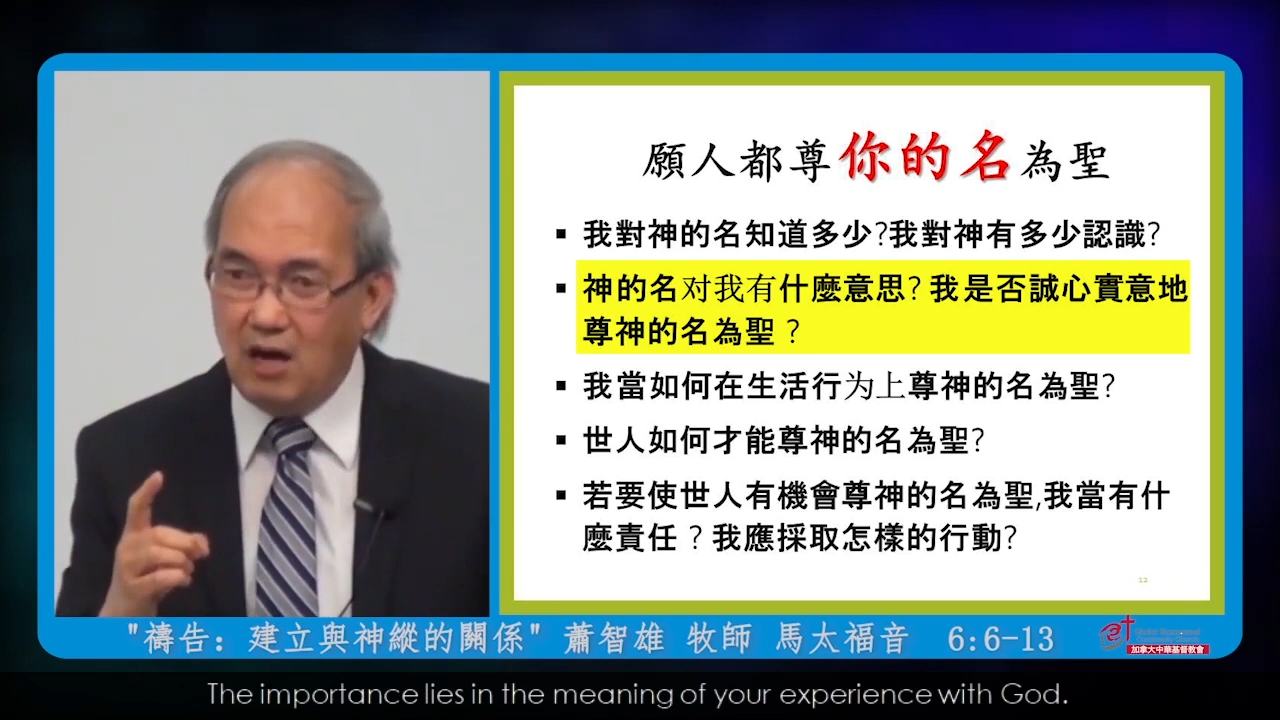 願人都尊你的名為聖
▪ 我對神的名知道多少?我對神有多少認識?
▪ 神的名对我有什麼意思? 我是否誠心實意地
尊神的名為聖 ?
▪ 我當如何在生活行为上尊神的名為聖?
▪ 世人如何才能尊神的名為聖?
▪ 若要使世人有機會尊神的名為聖,我當有什
麼責任 ? 我應採取怎樣的行動?
12
"禱告: 建立與神縱的關係" 蕭智雄 牧師 馬太福音 6:6-13
加拿大中華基督教會
The importance lies in the meaning of your experience with God.